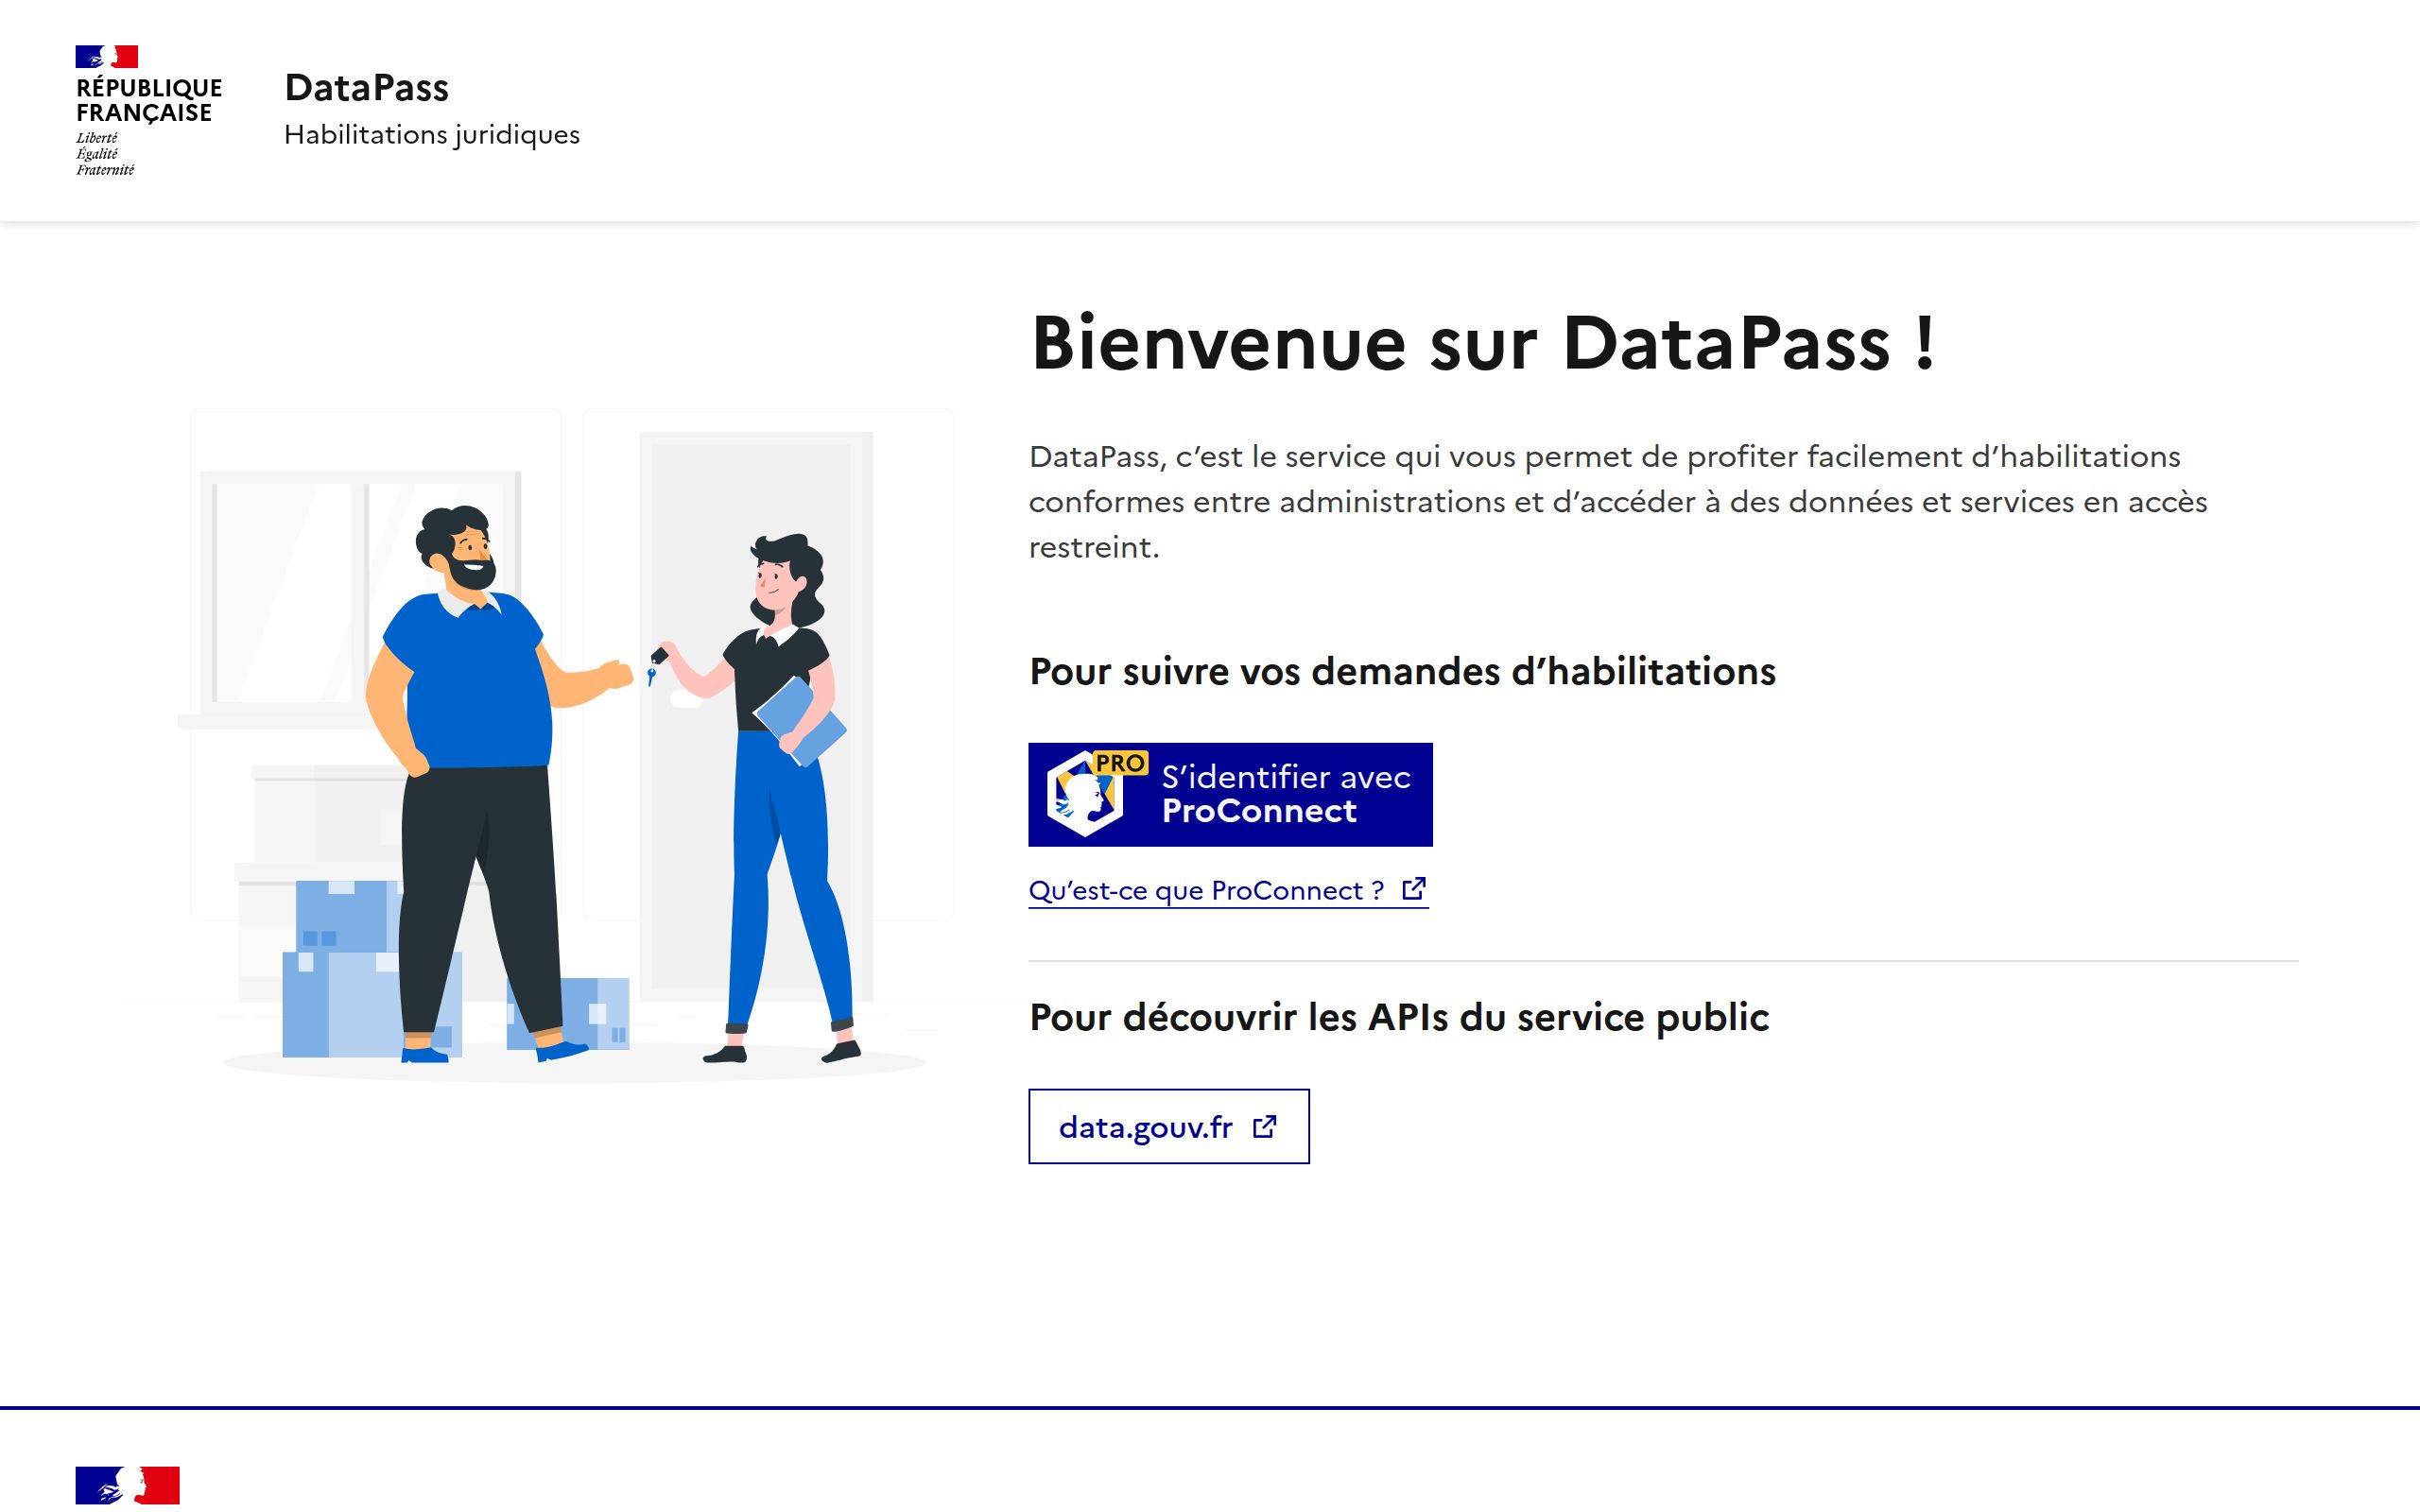 RÉPUBLIQUE
FRANÇAISE
Liberté
Égalité
Fraternité
DataPass
Habilitations juridiques
Bienvenue sur DataPass !
DataPass, c’est le service qui vous permet de profiter facilement d’habilitations
conformes entre administrations et d’accéder à des données et services en accès
restreint.
Pour suivre vos demandes d’habilitations
PRO
S’identifier avec
ProConnect
Qu’est-ce que ProConnect ?
Pour découvrir les APIs du service public
data.gouv.fr